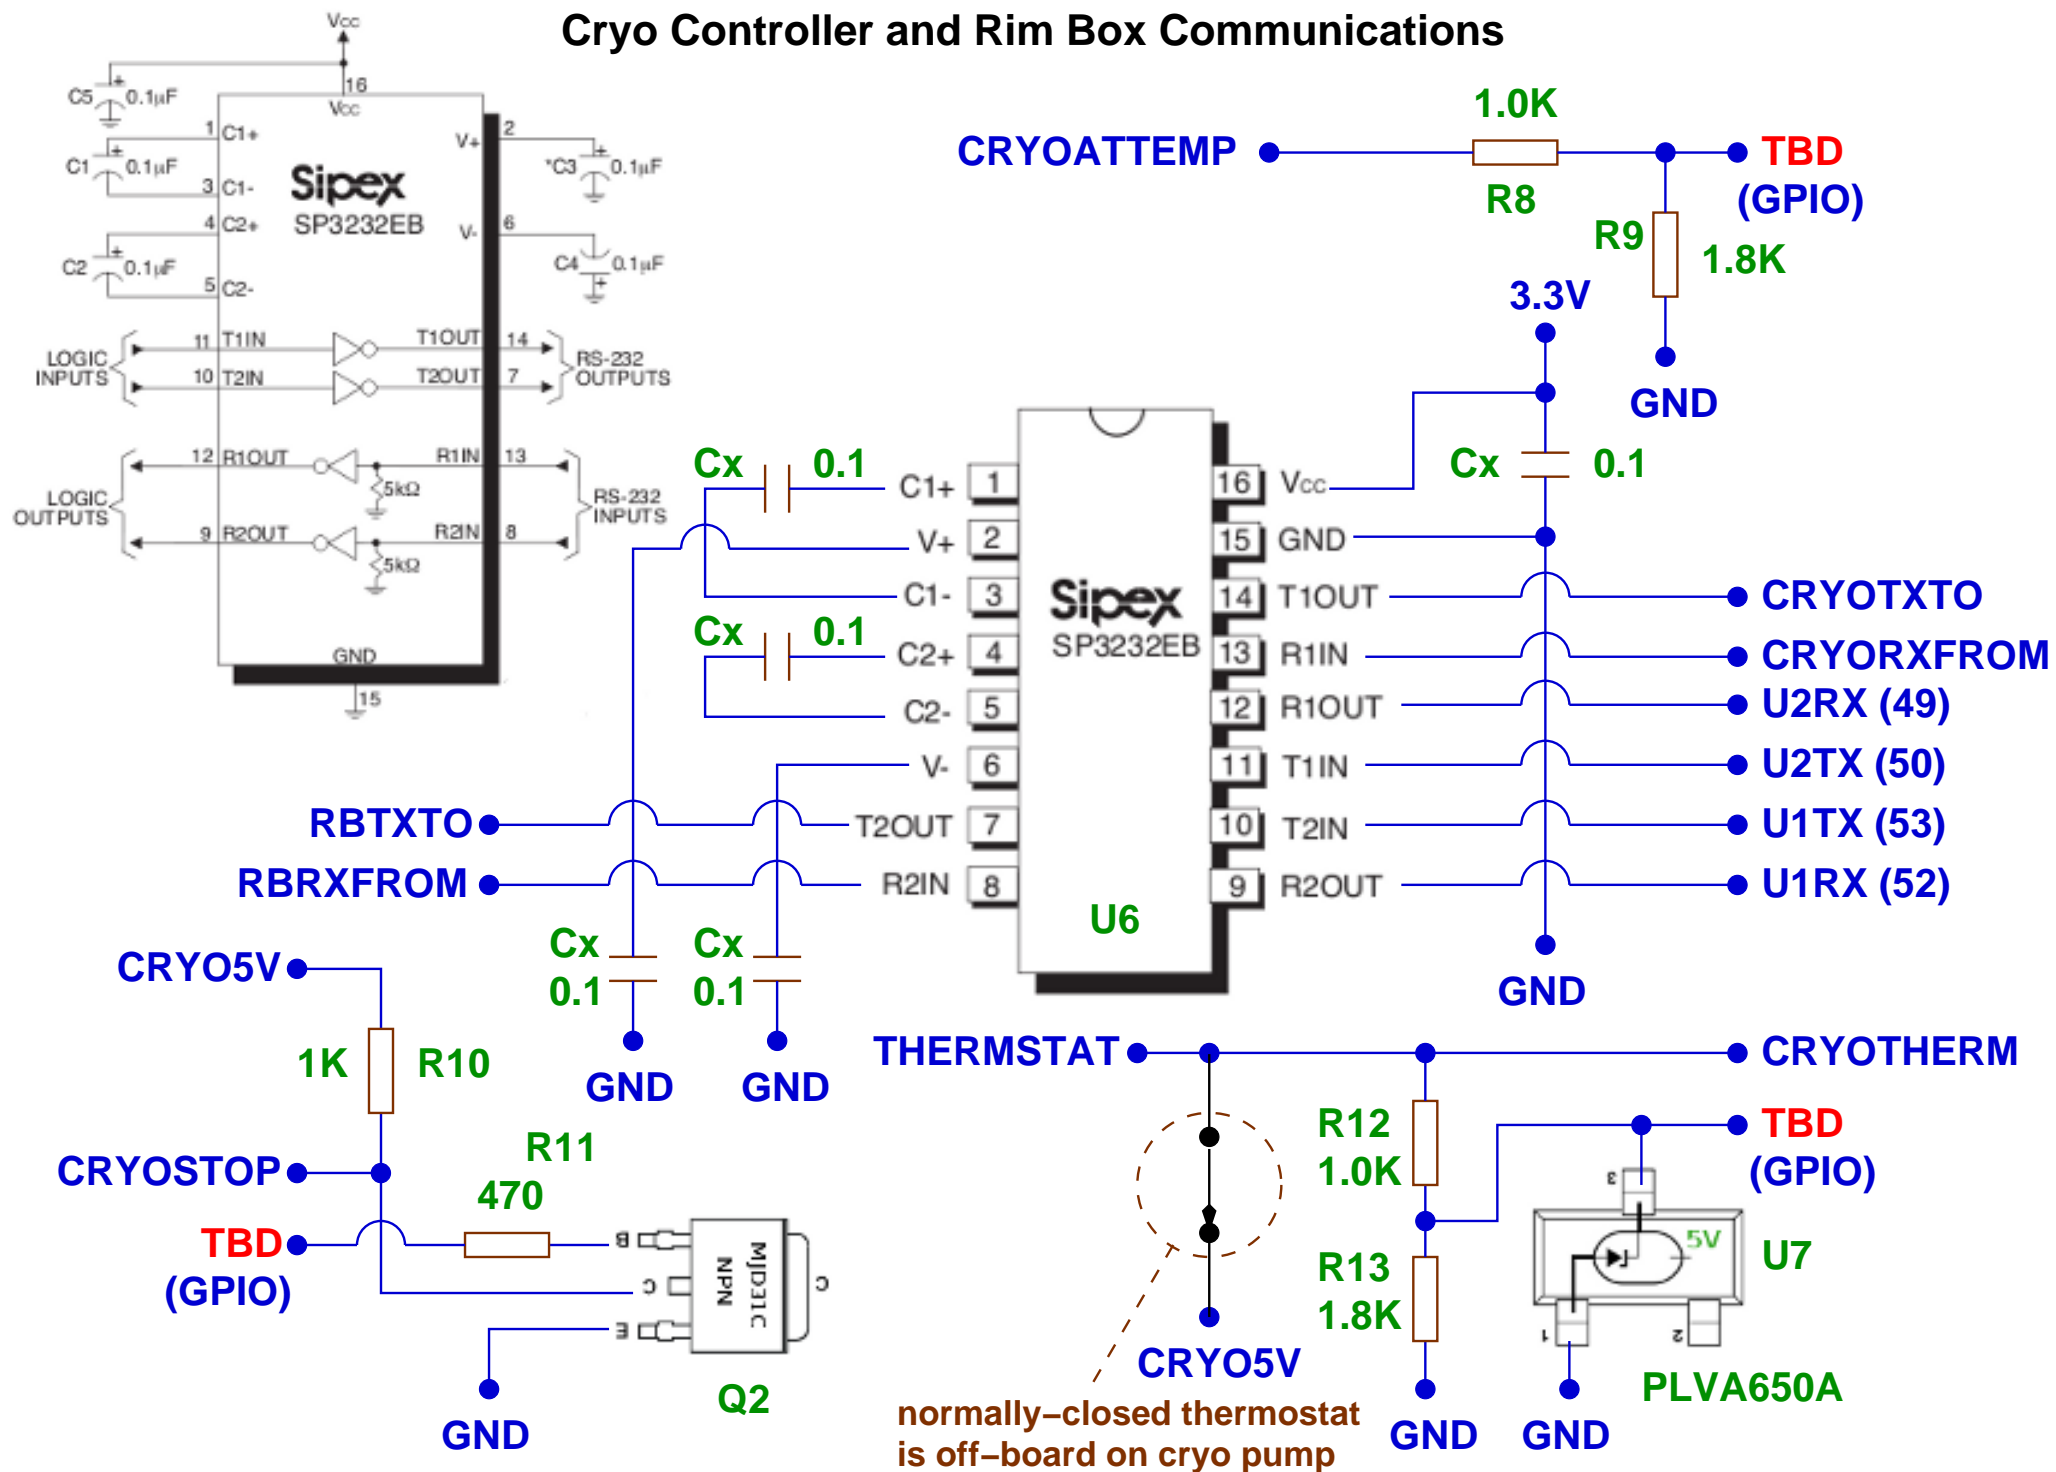 Cryo Controller and Rim Box Communications
Vcc
16
Vcc
C5
+
0.1µF
1
C1+
C1
+
0.1µF
3
C1-
4
C2+
C2
+
0.1µF
5
C2-
V+
2
*C3
+
0.1µF
V-
6
C4
0.1µF
+
Sipex
SP3232EB
LOGIC
INPUTS
11
T1IN
T1OUT
14
10
T2IN
T2OUT
7
RS-232
OUTPUTS
LOGIC
OUTPUTS
12
R1OUT
R1IN
13
5kΩ
9
R2OUT
R2IN
8
5kΩ
RS-232
INPUTS
GND
15
CRYOATTEMP
1.0K
R8
TBD
(GPIO)
R9
1.8K
GND
3.3V
Cx
0.1
Cx 0.1
C1+
1
V+
2
C1-
3
Cx 0.1
C2+
4
C2-
5
V-
6
RBTXTO
T2OUT
7
RBRXFROM
R2IN
8
Sipex
SP3232EB
U6
16
Vcc
15
GND
14
T1OUT
CRYOTXTO
13
R1IN
CRYORXFROM
12
R1OUT
U2RX (49)
11
T1IN
U2TX (50)
10
T2IN
U1TX (53)
9
R2OUT
U1RX (52)
GND
Cx
0.1
GND
Cx
0.1
GND
CRYO5V
1K
R10
CRYOSTOP
R11
470
TBD
(GPIO)
B
C
E
MJD31C
NPN
C
Q2
GND
THERMSTAT
CRYOTHERM
R12
1.0K
TBD
(GPIO)
R13
1.8K
CRYO5V
normally–closed thermostat
is off–board on cryo pump
GND
3
5V
U7
1
2
PLVA650A
GND